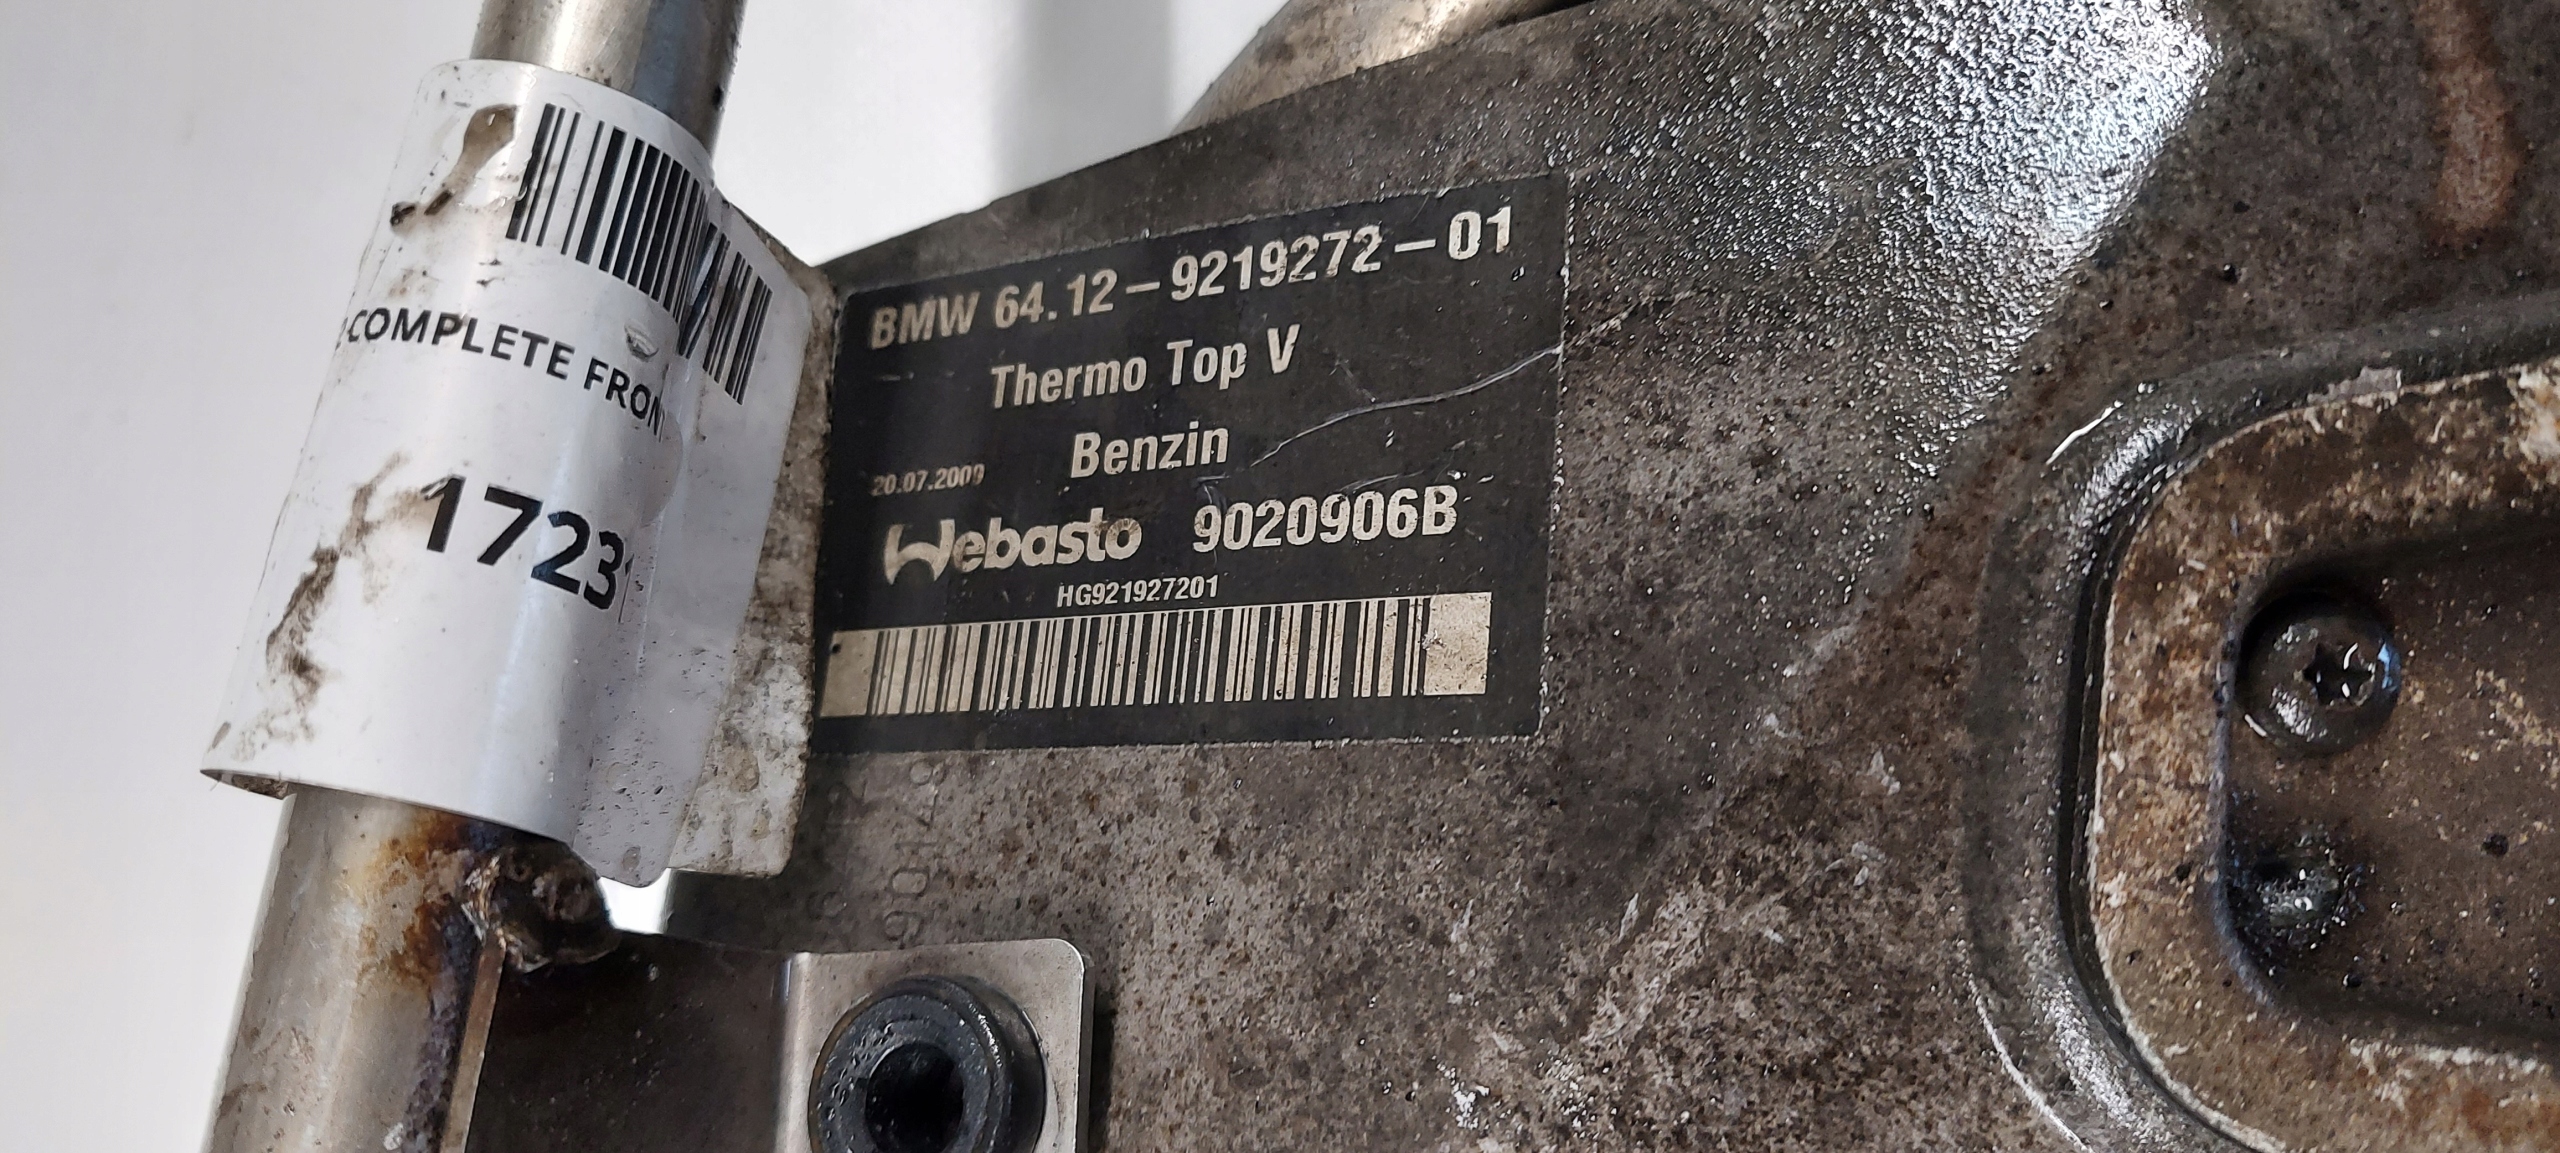 COMPLETE FRON
1723
BMW 64.12-9219272-01
Thermo Top V
Benzin
20.07.2009
Webasto 9020906B
HG921927201